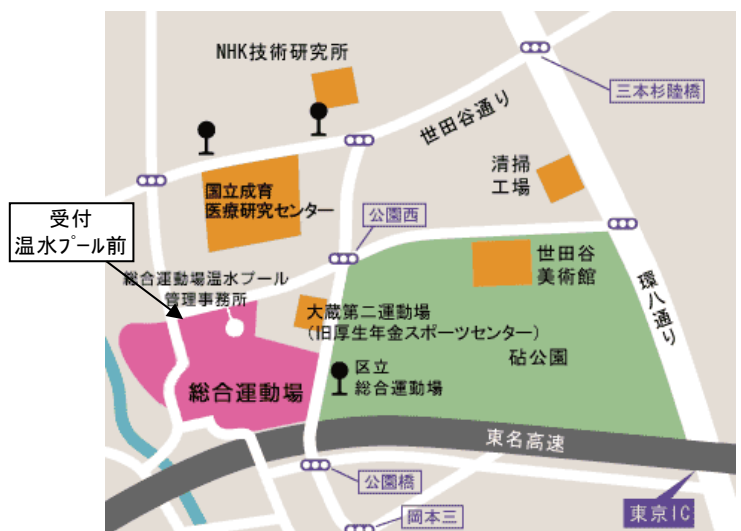 NHK技術研究所
三本杉陸橋
世田谷通り
清掃
工場
国立成育
医療研究センター
公園西
受付
温水プール前
世田谷
美術館
環八通り
総合運動場温水プール
管理事務所
大蔵第二運動場
(旧厚生年金スポーツセンター)
砧公園
区立
総合運動場
総合運動場
東名高速
公園橋
東京IC
岡本三